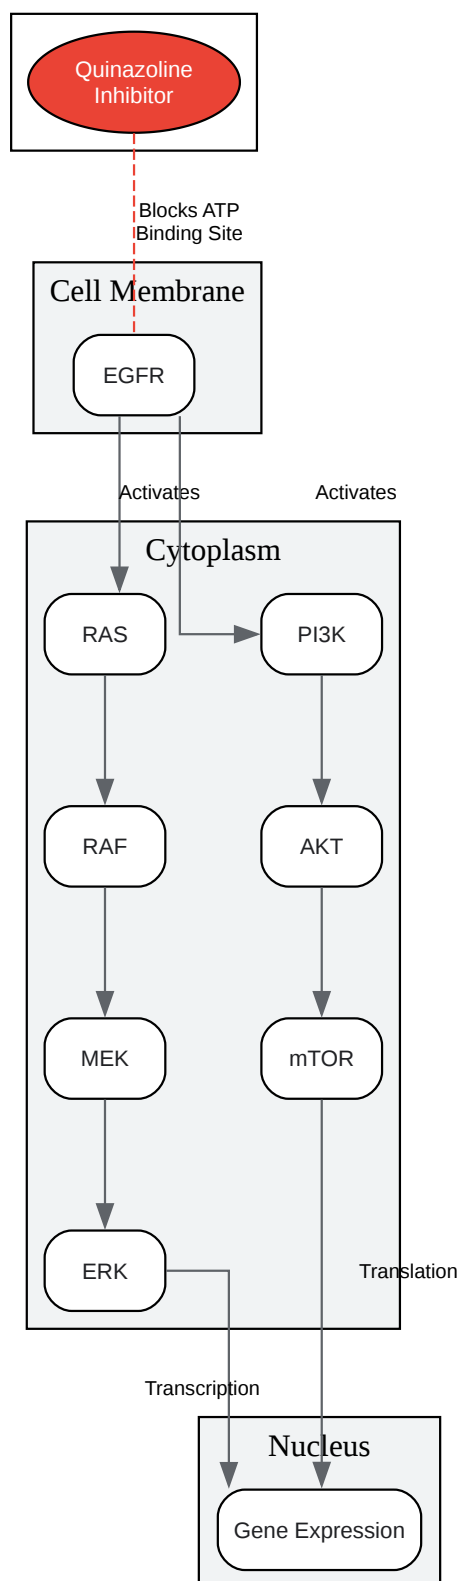 Quinazoline
Inhibitor
Blocks ATP
Binding Site
Cell Membrane
EGFR
Activates
Activates
Cytoplasm
RAS
PI3K
RAF
AKT
MEK
mTOR
ERK
Translation
Transcription
Nucleus
Gene Expression